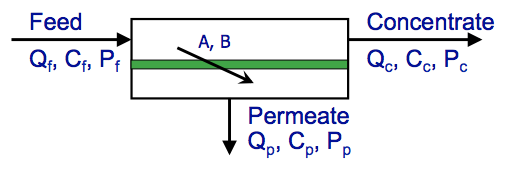 Feed
Concentrate
A, B
Qf, Cf, Pf
Qc, Cc, Pc
Permeate
Qp, Cp, Pp